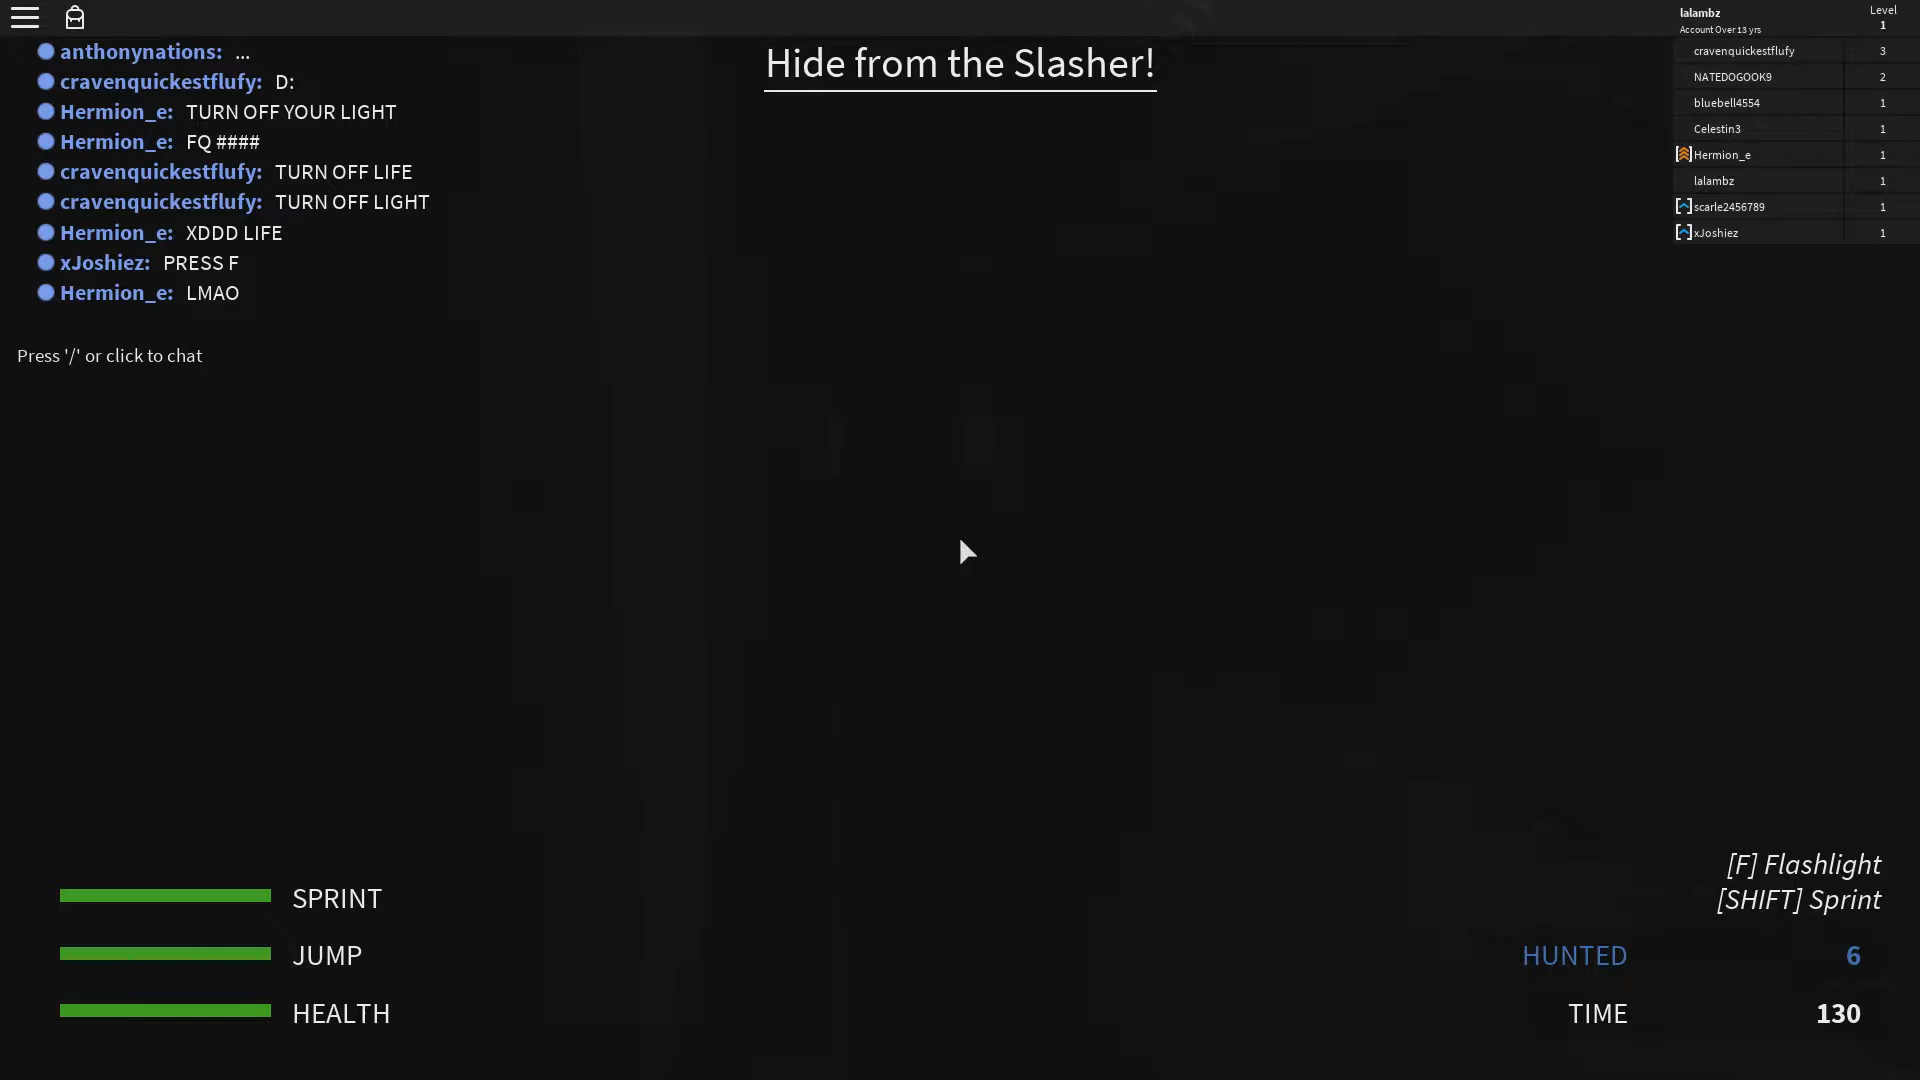 anthonynations: ...
cravenquickestflufy: D:
Hermion_e: TURN OFF YOUR LIGHT
Hermion_e: FQ ####
cravenquickestflufy: TURN OFF LIFE
cravenquickestflufy: TURN OFF LIGHT
Hermion_e: XDDD LIFE
xJoshiez: PRESS F
Hermion_e: LMAO
Press '/' or click to chat
Hide from the Slasher!
lalambz Level
Account Over 13 yrs 1
cravenquickestflufy 3
NATEDOGOOK9 2
bluebell4554 1
Celestin3 1
Hermion_e 1
lalambz 1
scarle2456789 1
xJoshiez 1
SPRINT
JUMP
HEALTH
[F] Flashlight
[SHIFT] Sprint
HUNTED 6
TIME 130